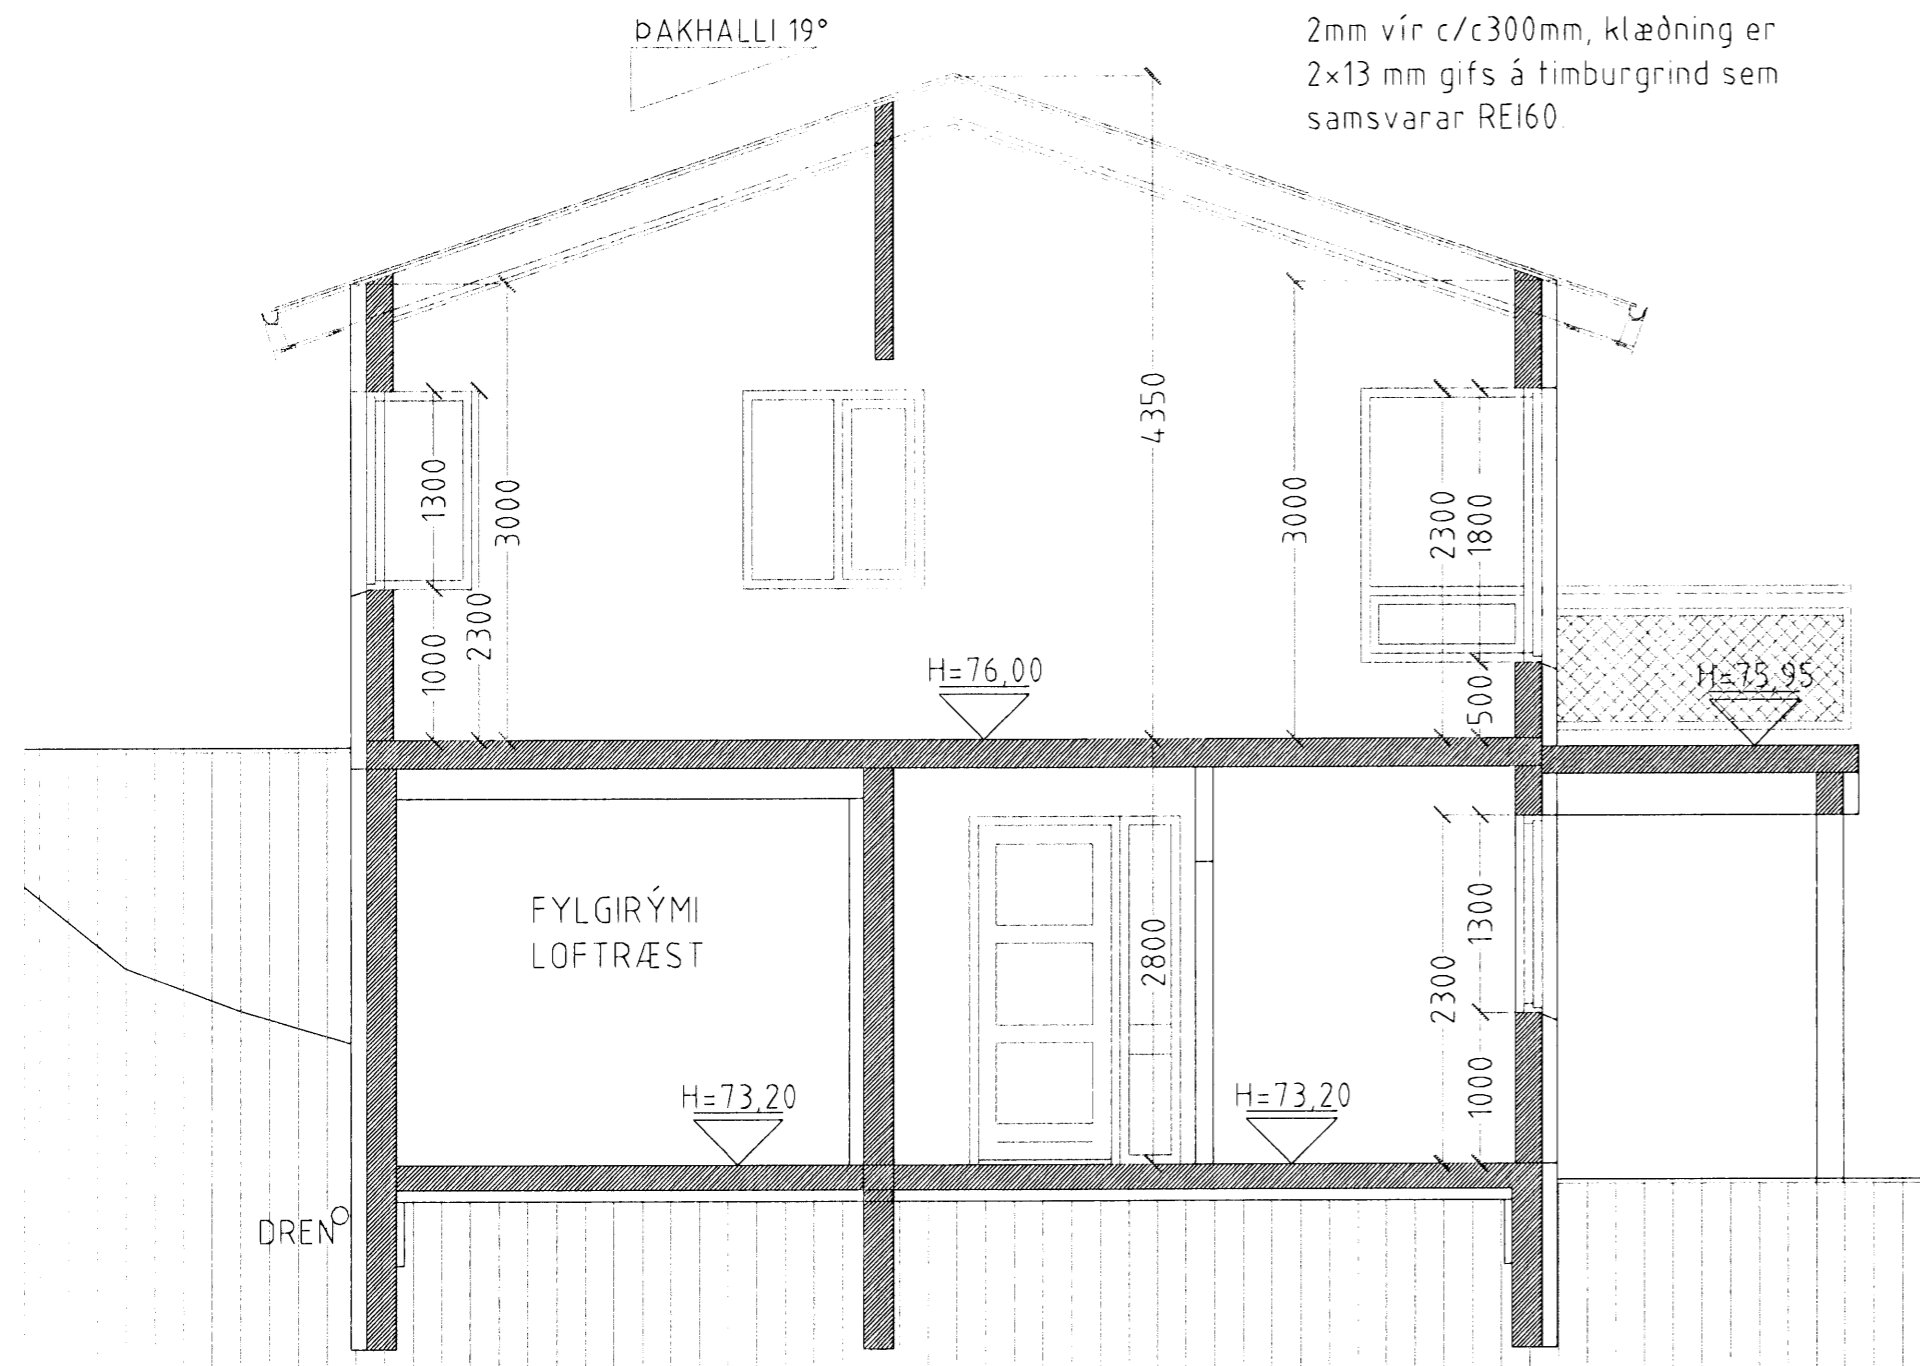 ÞAKHALLI 19°
2mm vír c/c300mm, klæðning er
2×13 mm gifs á timburgrind sem
samsvarar REI60.
4350
1300
3000
3000
2300
1800
1000
2300
500
H=76,00
H=75,95
FYLGIRÝMI
LOFTRÆST
2800
1300
2300
1000
H=73,20
H=73,20
DREN